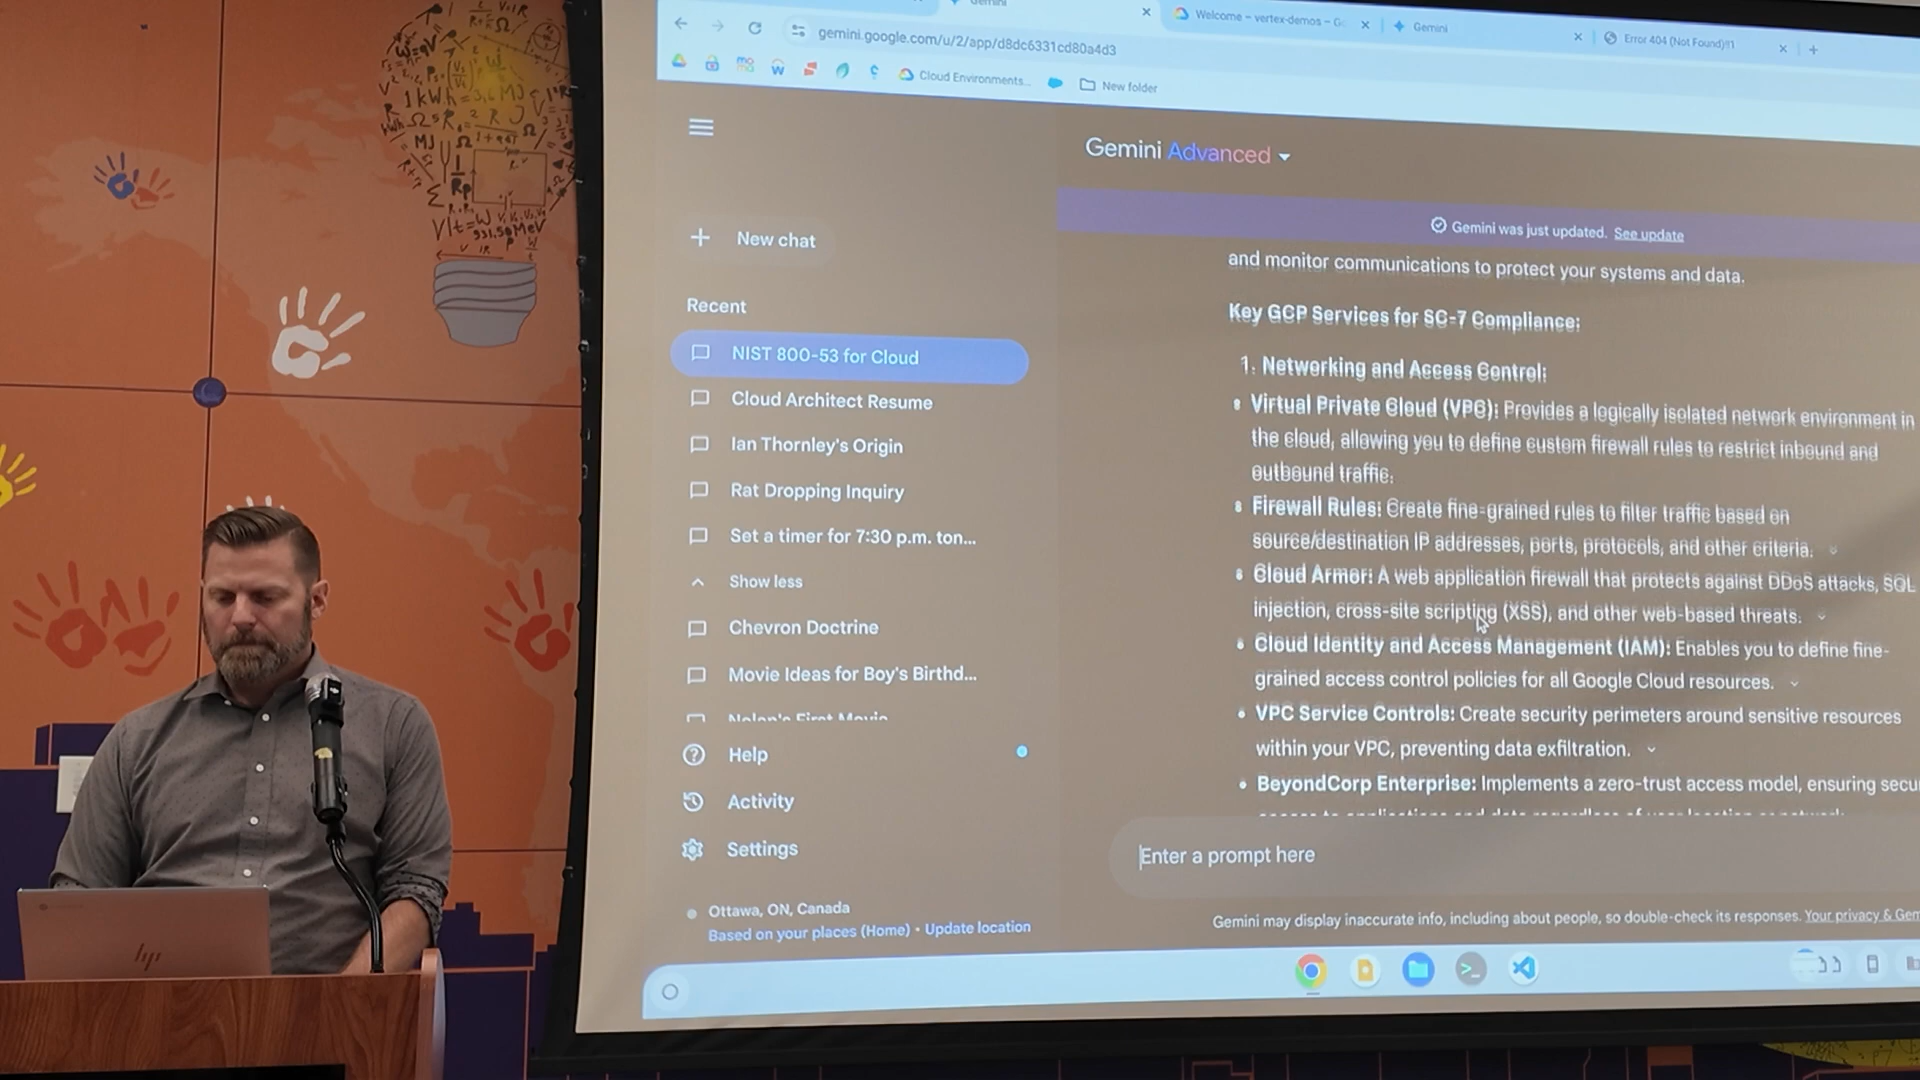 Gemini
Welcome – vertex-demos – G
Gemini
Error 404 (Not Found)!!1
gemini.google.com/u/2/app/d8dc6331cd80a4d3
Cloud Environments...
New folder
Gemini Advanced
Gemini was just updated. See update
New chat
Recent
NIST 800-53 for Cloud
Cloud Architect Resume
Ian Thornley's Origin
Rat Dropping Inquiry
Set a timer for 7:30 p.m. ton...
Show less
Chevron Doctrine
Movie Ideas for Boy's Birthd...
Nolan's First Movie
Help
Activity
Settings
Ottawa, ON, Canada
Based on your places (Home) • Update location
and monitor communications to protect your systems and data.
Key GCP Services for SC-7 Compliance:
1. Networking and Access Control:
• Virtual Private Cloud (VPC): Provides a logically isolated network environment in
the cloud, allowing you to define custom firewall rules to restrict inbound and
outbound traffic.
• Firewall Rules: Create fine-grained rules to filter traffic based on
source/destination IP addresses, ports, protocols, and other criteria.
• Cloud Armor: A web application firewall that protects against DDoS attacks, SQL
injection, cross-site scripting (XSS), and other web-based threats.
• Cloud Identity and Access Management (IAM): Enables you to define fine-
grained access control policies for all Google Cloud resources.
• VPC Service Controls: Create security perimeters around sensitive resources
within your VPC, preventing data exfiltration.
• BeyondCorp Enterprise: Implements a zero-trust access model, ensuring secu
Enter a prompt here
Gemini may display inaccurate info, including about people, so double-check its responses. Your privacy & Gem
hp